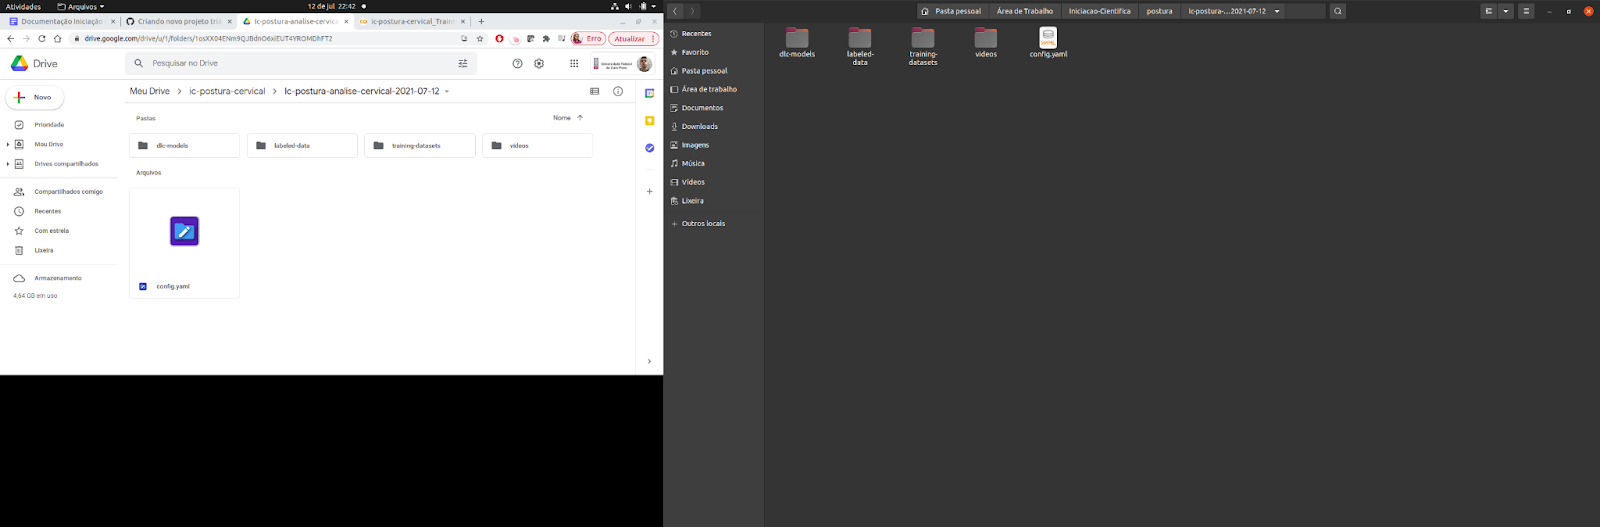 Atividades Arquivos 12 de jul 22:42
Documentação Iniciação
Criando novo projeto triá
Ic-postura-analise-cervica
ic-postura-cervical_Train
drive.google.com/drive/u/1/folders/1osXX04ENm9QJBdnO6xiEUT4YROMDhFT2
Erro
Atualizar
Drive
Pesquisar no Drive
Novo
Meu Drive > ic-postura-cervical > Ic-postura-analise-cervical-2021-07-12
Prioridade
Meu Drive
Drives compartilhados
Compartilhados comigo
Recentes
Com estrela
Lixeira
Armazenamento
4,64 GB em uso
Pastas
Nome
dlc-models
labeled-data
training-datasets
videos
Arquivos
config.yaml
Pasta pessoal
Área de Trabalho
Iniciacao-Cientifica
postura
Ic-postura-...2021-07-12
Recentes
Favorito
Pasta pessoal
Área de trabalho
Documentos
Downloads
Imagens
Música
Vídeos
Lixeira
Outros locais
dlc-models
labeled-
data
training-
datasets
videos
config.yaml